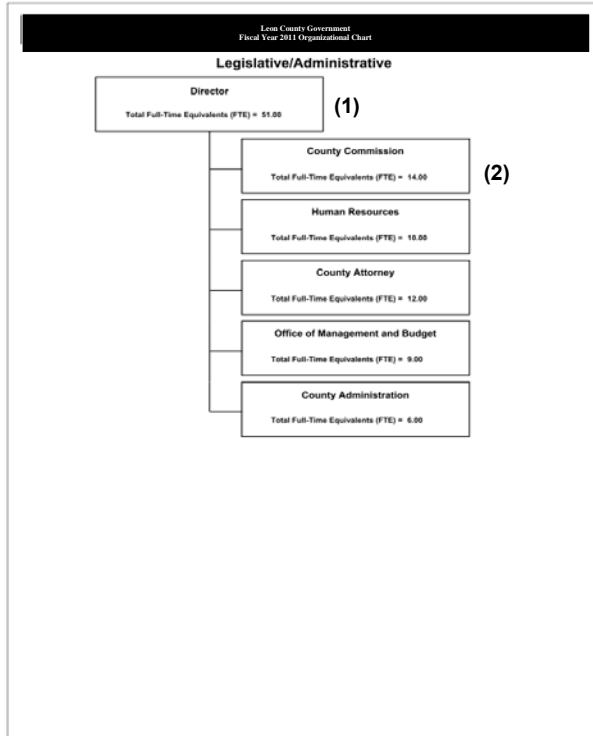 Leon County Government
Fiscal Year 2011 Organizational Chart
Legislative/Administrative
Director
Total Full-Time Equivalents (FTE) = 51.00
(1)
County Commission
Total Full-Time Equivalents (FTE) = 14.00
(2)
Human Resources
Total Full-Time Equivalents (FTE) = 10.00
County Attorney
Total Full-Time Equivalents (FTE) = 12.00
Office of Management and Budget
Total Full-Time Equivalents (FTE) = 9.00
County Administration
Total Full-Time Equivalents (FTE) = 6.00